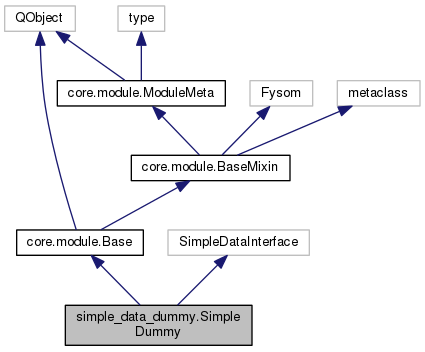 QObject
type
core.module.ModuleMeta
Fysom
metaclass
core.module.BaseMixin
core.module.Base
SimpleDataInterface
simple_data_dummy.Simple
Dummy